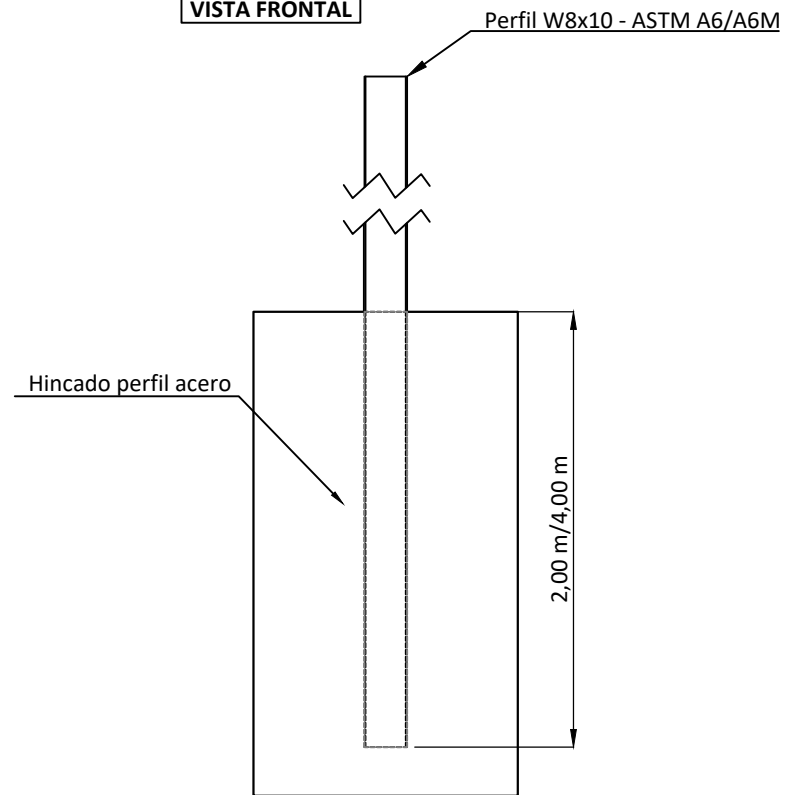 VISTA FRONTAL
Perfil W8x10 - ASTM A6/A6M
Hincado perfil acero
2,00 m/4,00 m